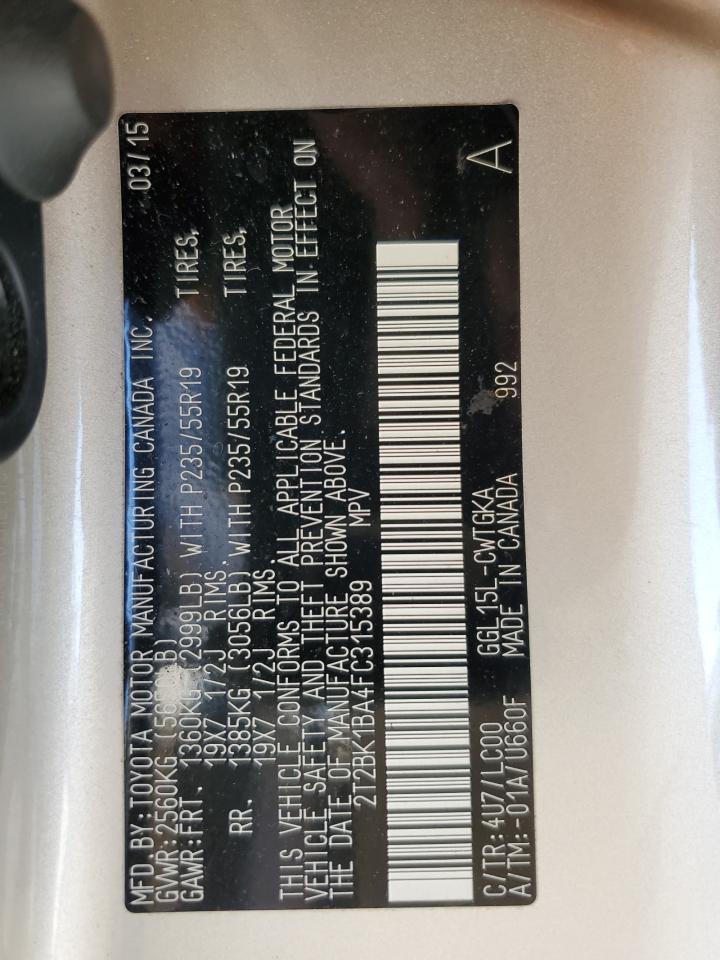 MFD.BY:TOYOTA MOTOR MANUFACTURING CANADA INC. 03/15
GVWR:2560KG
GAWR:FRT. 1360KG (2999LB) WITH P235/55R19 TIRES,
19X7 1/2J RIMS
RR. 1385KG (3056LB) WITH P235/55R19 TIRES,
19X7 1/2J RIMS.
THIS VEHICLE CONFORMS TO ALL APPLICABLE FEDERAL MOTOR
VEHICLE SAFETY AND THEFT PREVENTION STANDARDS IN EFFECT ON
THE DATE OF MANUFACTURE SHOWN ABOVE.
2T2BK1BA4FC315389 MPV
A
C/TR:4U7/LC00 GGL15L-CWTGKA
A/TM:-01A/U660F MADE IN CANADA 992